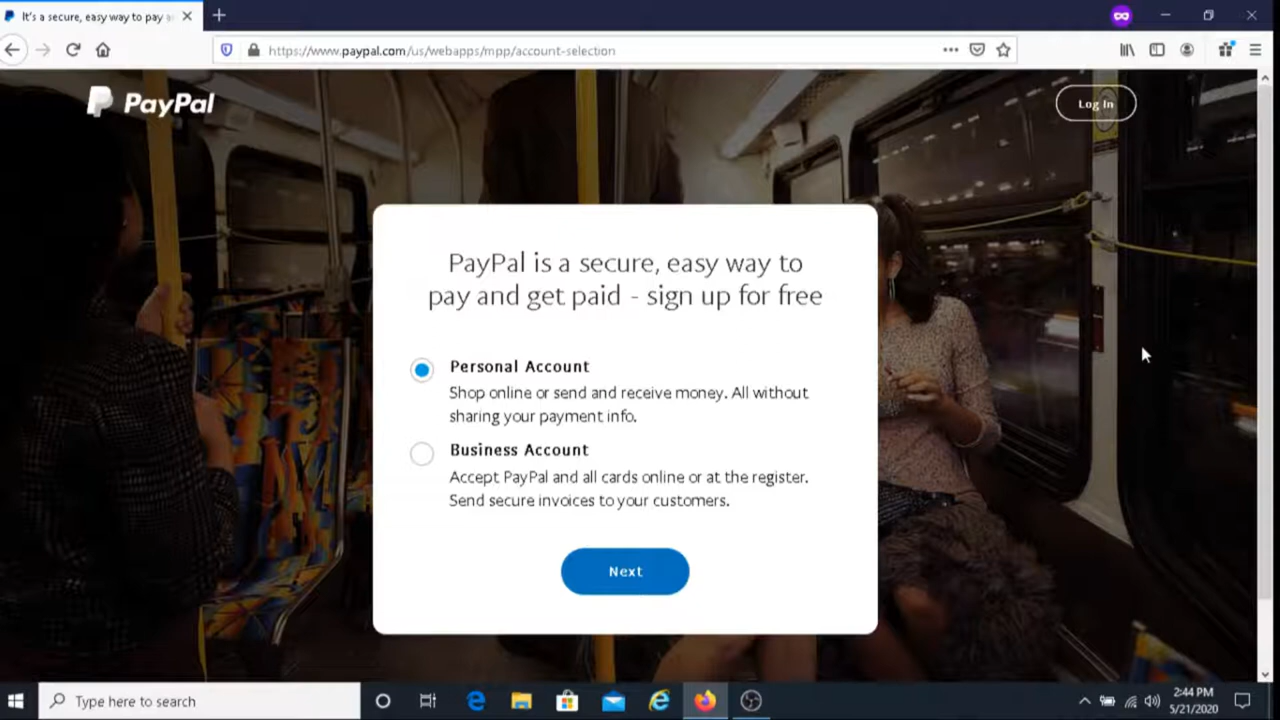 It's a secure, easy way to pay a
https://www.paypal.com/us/webapps/mpp/account-selection
PayPal
Log In
PayPal is a secure, easy way to
pay and get paid - sign up for free
Personal Account
Shop online or send and receive money. All without
sharing your payment info.
Business Account
Accept PayPal and all cards online or at the register.
Send secure invoices to your customers.
Next
Type here to search
2:44 PM
5/21/2020